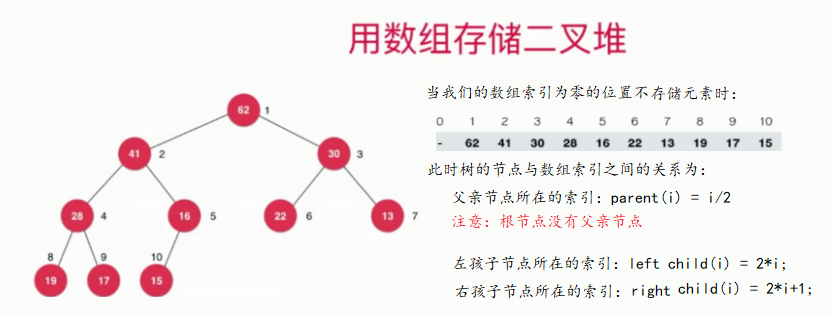 用数组存储二叉堆
当我们的数组索引为零的位置不存储元素时：
0 1 2 3 4 5 6 7 8 9 10
- 62 41 30 28 16 22 13 19 17 15
此时树的节点与数组索引之间的关系为：
父亲节点所在的索引：parent(i) = i/2
注意：根节点没有父亲节点
左孩子节点所在的索引：left child(i) = 2*i;
右孩子节点所在的索引：right child(i) = 2*i+1;
62 1
41 2 30 3
28 4 16 5 22 6 13 7
8 9 10
19 17 15